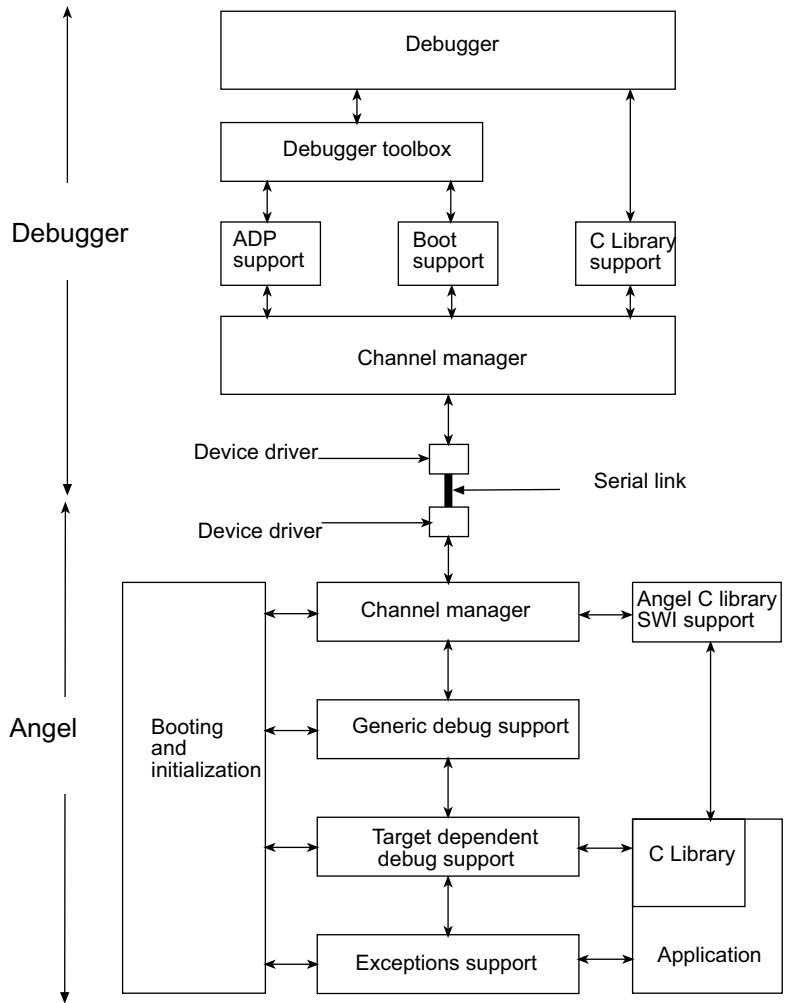 Debugger
Debugger toolbox
Debugger
ADP
support
Boot
support
C Library
support
Channel manager
Device driver
Serial link
Device driver
Channel manager
Angel C library
SWI support
Angel
Booting
and
initialization
Generic debug support
Target dependent
debug support
C Library
Application
Exceptions support